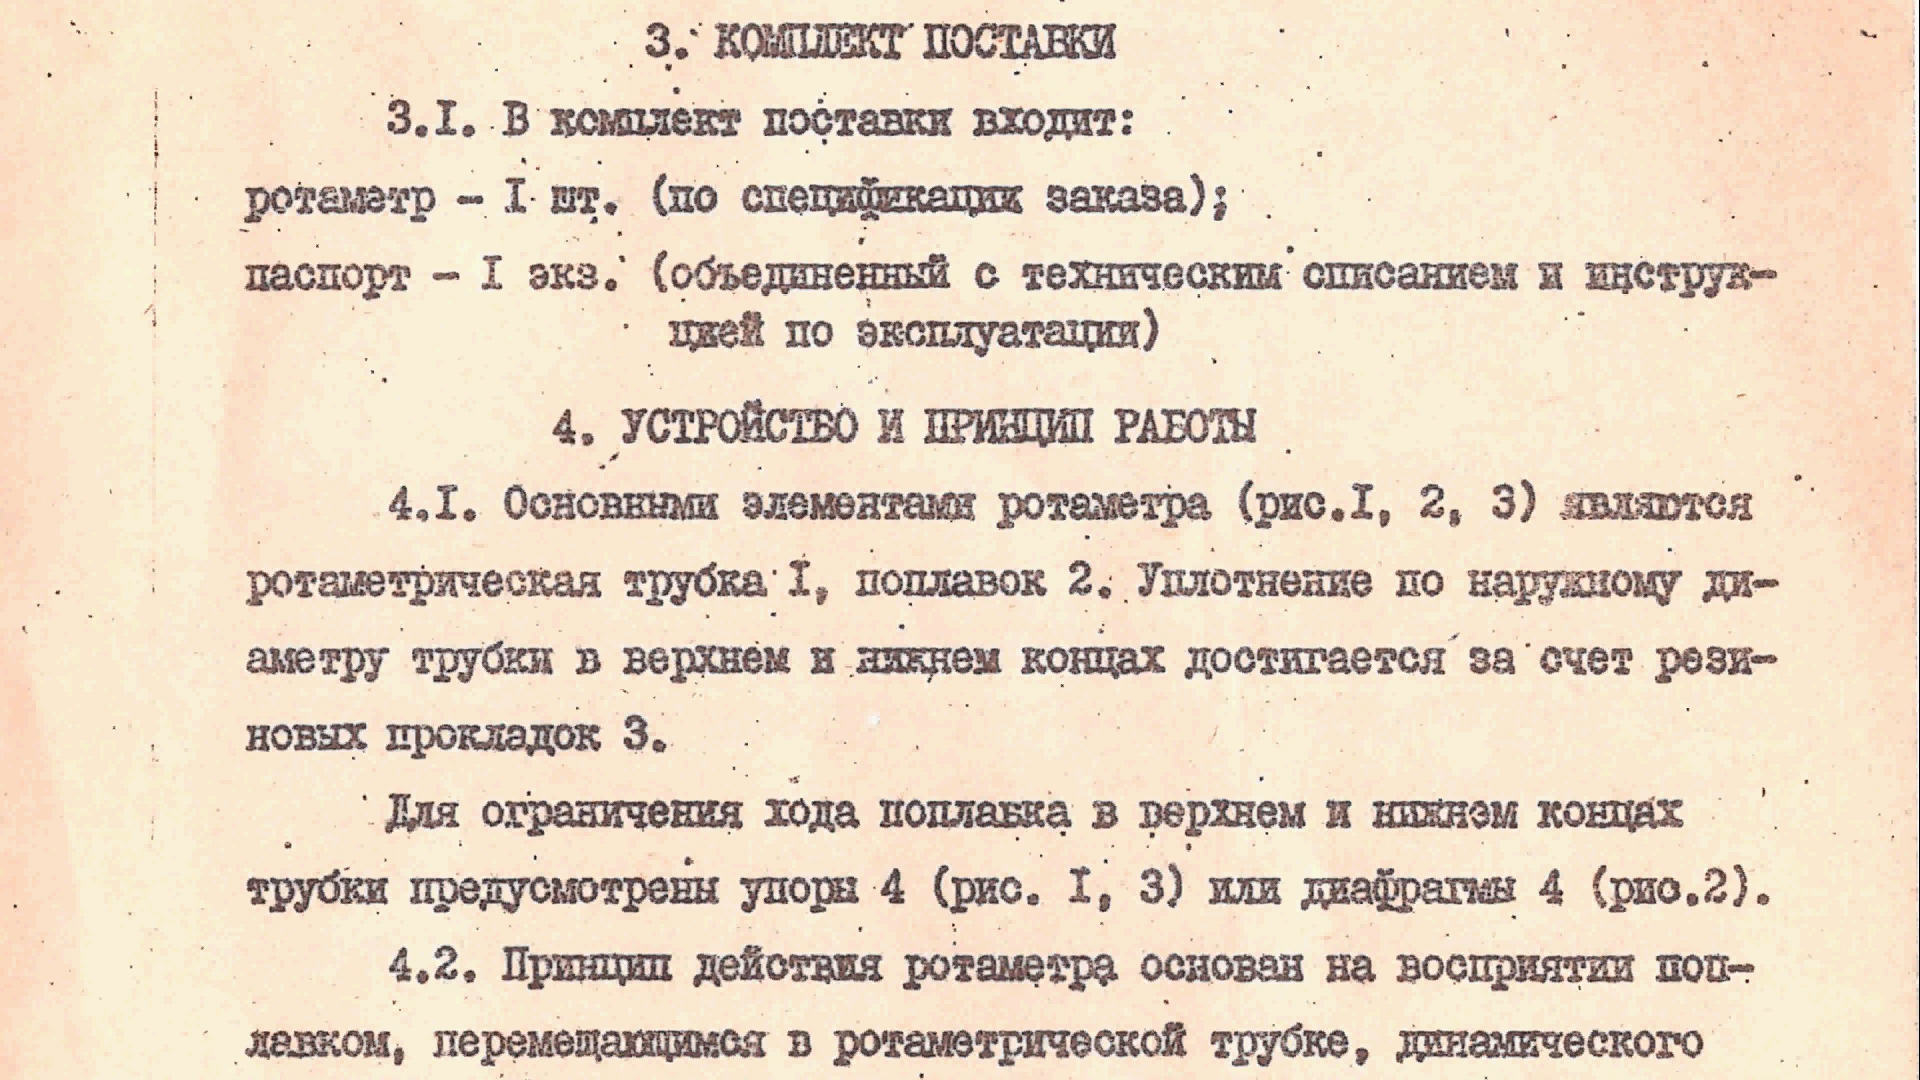 3. КОМПЛЕКТ ПОСТАВКИ
3.I. В комплект поставки входит:
ротаметр - I шт. (по спецификации заказа);
паспорт - I экз. (объединенный с техническим списанием и инструк-
цией по эксплуатации)
4. УСТРОЙСТВО И ПРИНЦИП РАБОТЫ
4.I. Основными элементами ротаметра (рис.I, 2, 3) являются
ротаметрическая трубка I, поплавок 2. Уплотнение по наружному ди-
аметру трубки в верхнем и нижнем концах достигается за счет рези-
новых прокладок 3.
Для ограничения хода поплавка в верхнем и нижнем концах
трубки предусмотрены упоры 4 (рис. I, 3) или диафрагмы 4 (рис.2).
4.2. Принцип действия ротаметра основан на восприятии поп-
лавком, перемещающимся в ротаметрической трубке, динамического